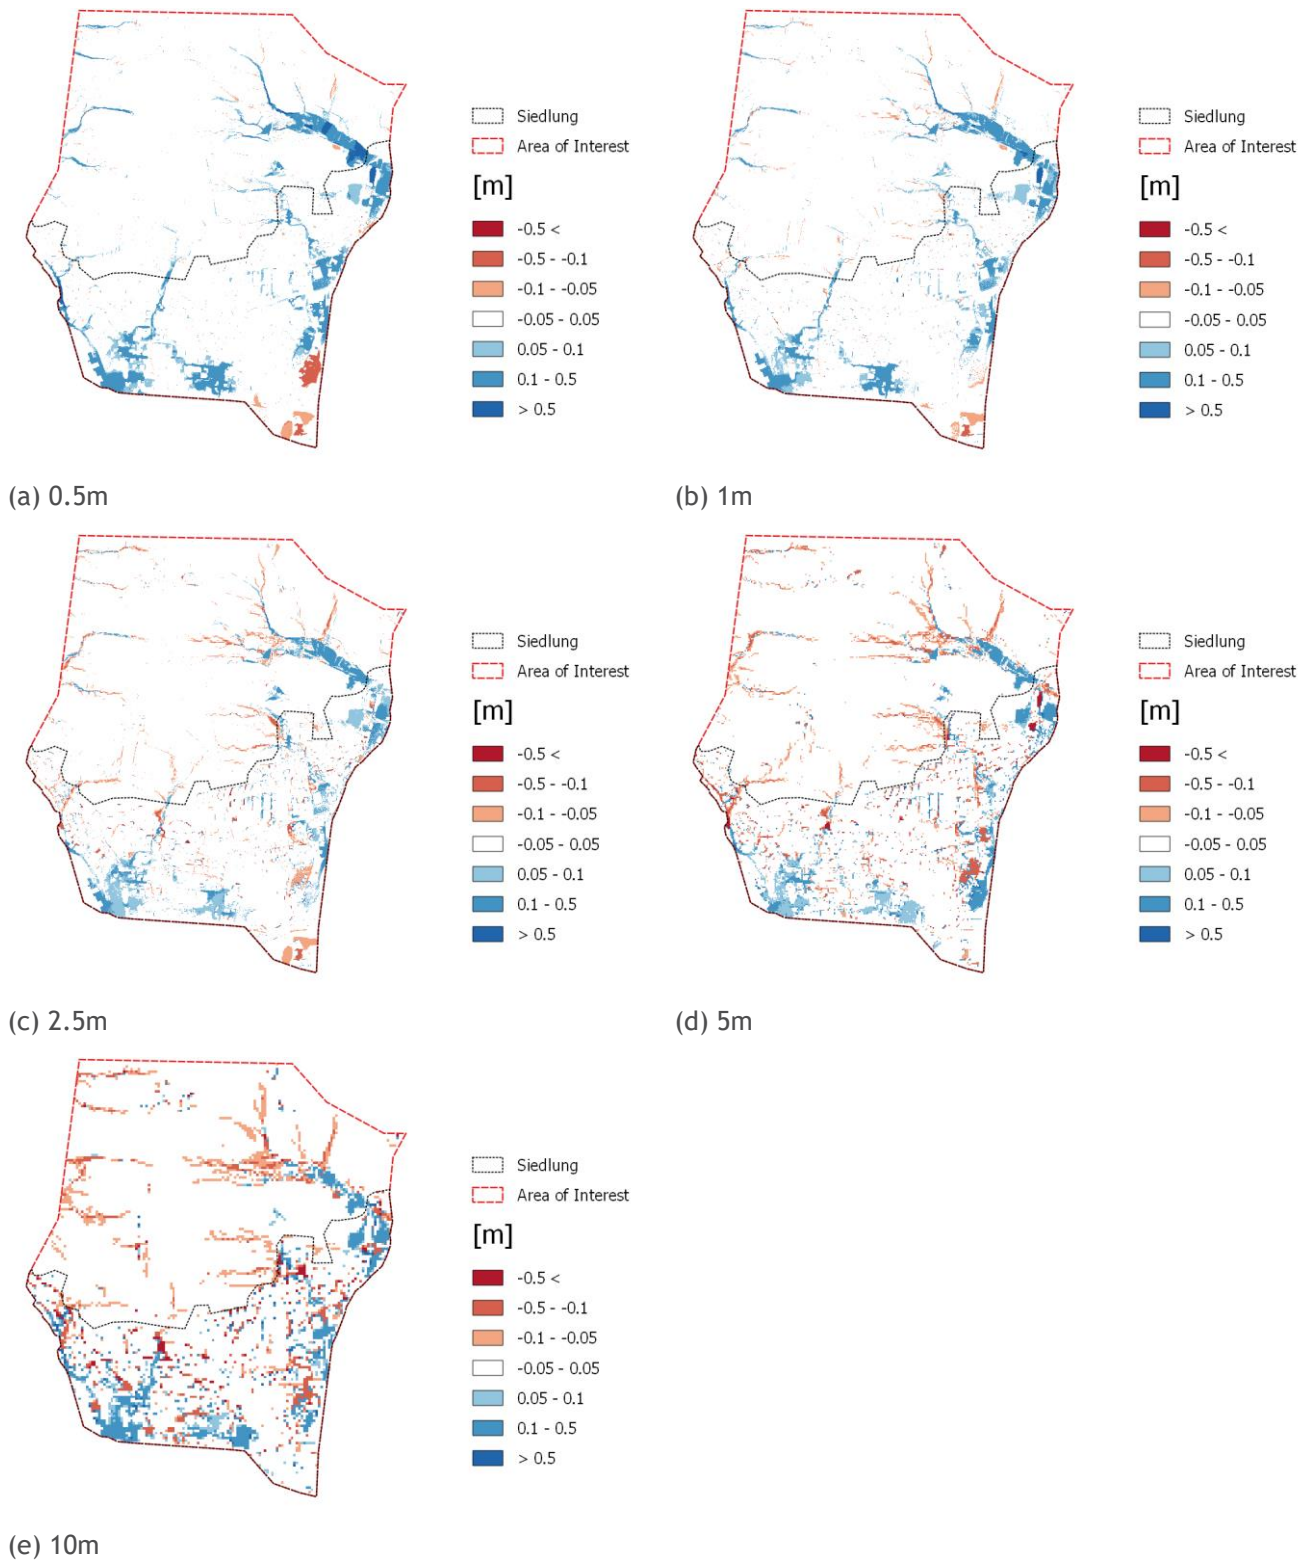 Siedlung
Area of Interest
[m]
-0.5 <
-0.5 - -0.1
-0.1 - -0.05
-0.05 - 0.05
0.05 - 0.1
0.1 - 0.5
> 0.5
(a) 0.5m
Siedlung
Area of Interest
[m]
-0.5 <
-0.5 - -0.1
-0.1 - -0.05
-0.05 - 0.05
0.05 - 0.1
0.1 - 0.5
> 0.5
(b) 1m
Siedlung
Area of Interest
[m]
-0.5 <
-0.5 - -0.1
-0.1 - -0.05
-0.05 - 0.05
0.05 - 0.1
0.1 - 0.5
> 0.5
(c) 2.5m
Siedlung
Area of Interest
[m]
-0.5 <
-0.5 - -0.1
-0.1 - -0.05
-0.05 - 0.05
0.05 - 0.1
0.1 - 0.5
> 0.5
(d) 5m
Siedlung
Area of Interest
[m]
-0.5 <
-0.5 - -0.1
-0.1 - -0.05
-0.05 - 0.05
0.05 - 0.1
0.1 - 0.5
> 0.5
(e) 10m